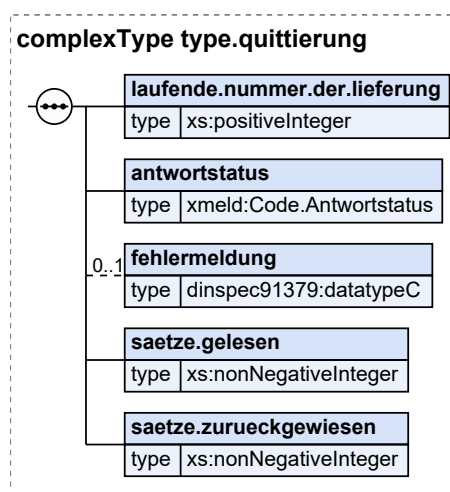 complexType type.quittierung
laufende.nummer.der.lieferung
type xs:positiveInteger
antwortstatus
type xmeld:Code.Antwortstatus
0..1 fehlermeldung
type dinspec91379:datatypeC
saetze.gelesen
type xs:nonNegativeInteger
saetze.zurueckgewiesen
type xs:nonNegativeInteger